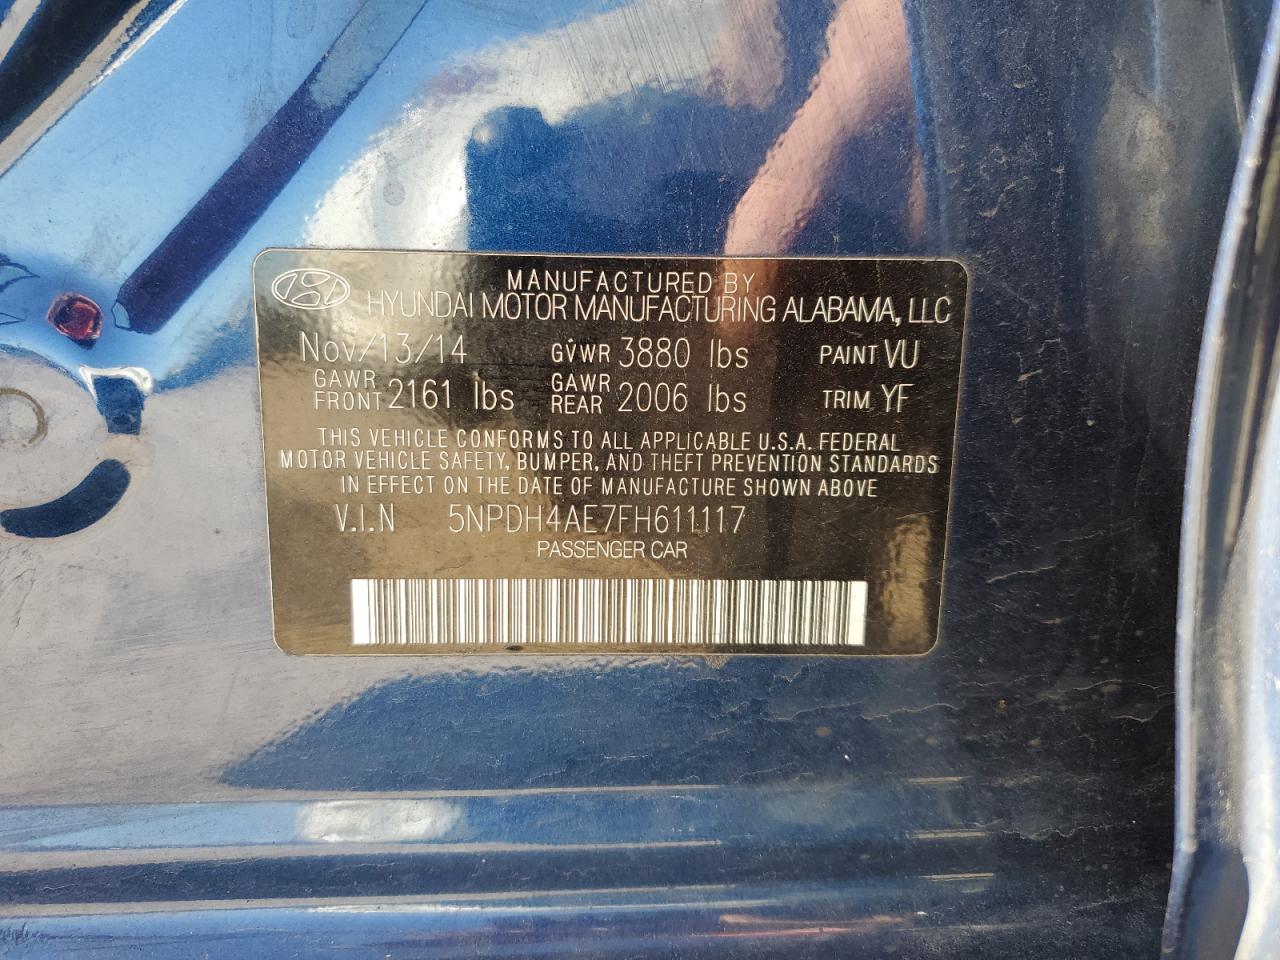 MANUFACTURED BY
HYUNDAI MOTOR MANUFACTURING ALABAMA, LLC
Nov/13/14 GVWR 3880 lbs PAINT VU
GAWR FRONT 2161 lbs GAWR REAR 2006 lbs TRIM YF
THIS VEHICLE CONFORMS TO ALL APPLICABLE U.S.A. FEDERAL
MOTOR VEHICLE SAFETY, BUMPER, AND THEFT PREVENTION STANDARDS
IN EFFECT ON THE DATE OF MANUFACTURE SHOWN ABOVE
V.I.N 5NPDH4AE7FH611117
PASSENGER CAR